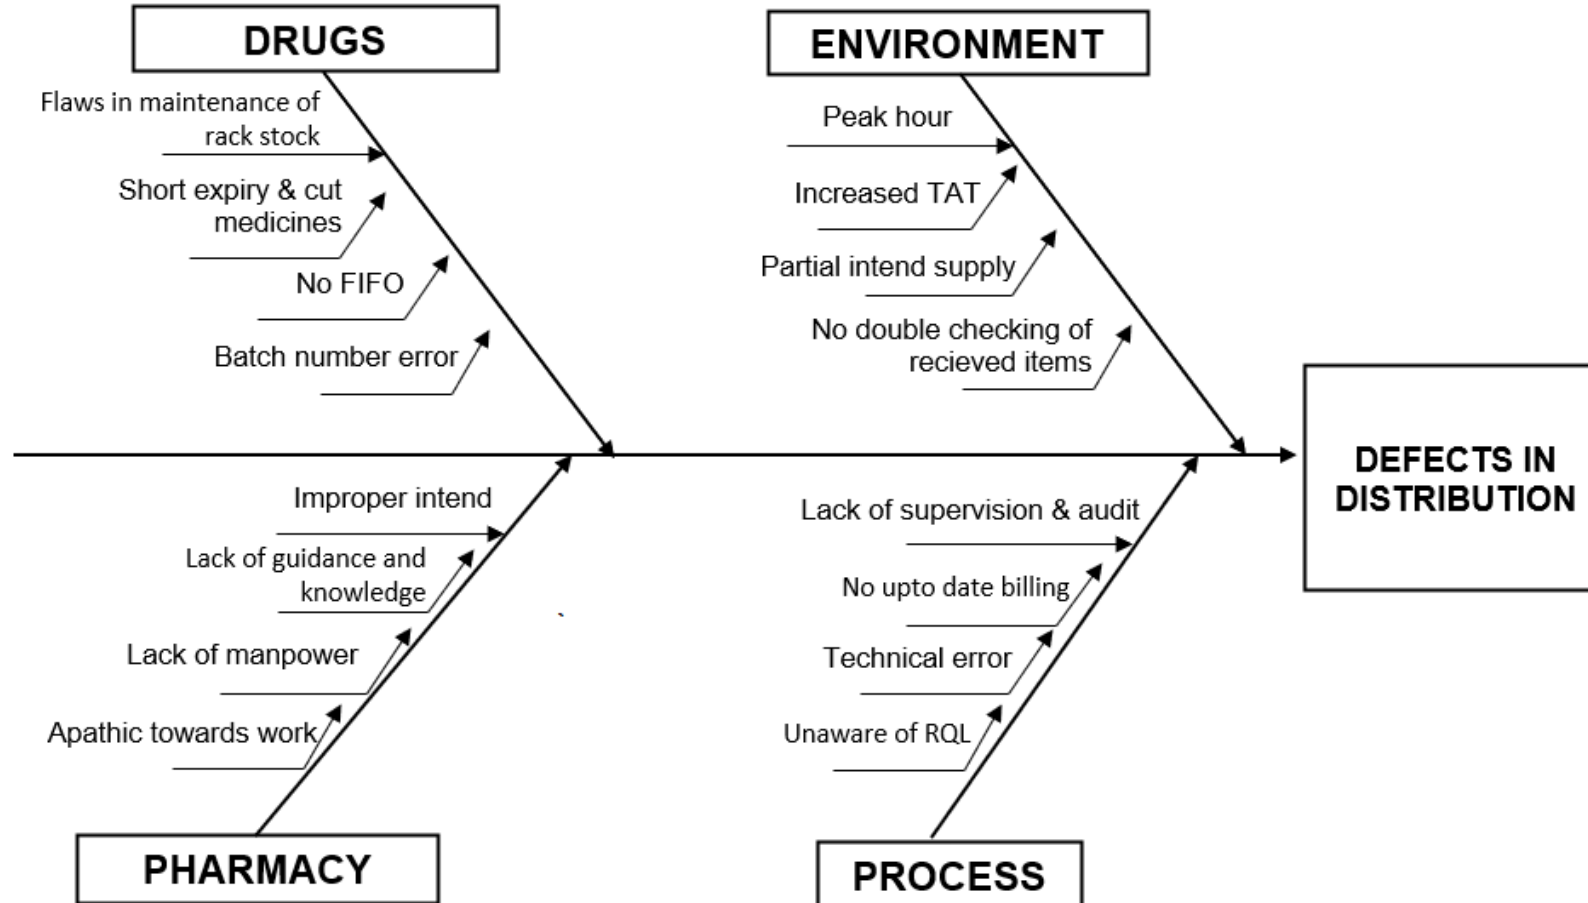 DRUGS
Flaws in maintenance of
rack stock
Short expiry & cut
medicines
No FIFO
Batch number error
ENVIRONMENT
Peak hour
Increased TAT
Partial intend supply
No double checking of
recieved items
DEFECTS IN
DISTRIBUTION
Improper intend
Lack of guidance and
knowledge
Lack of manpower
Apathic towards work
PHARMACY
Lack of supervision & audit
No upto date billing
Technical error
Unaware of RQL
PROCESS